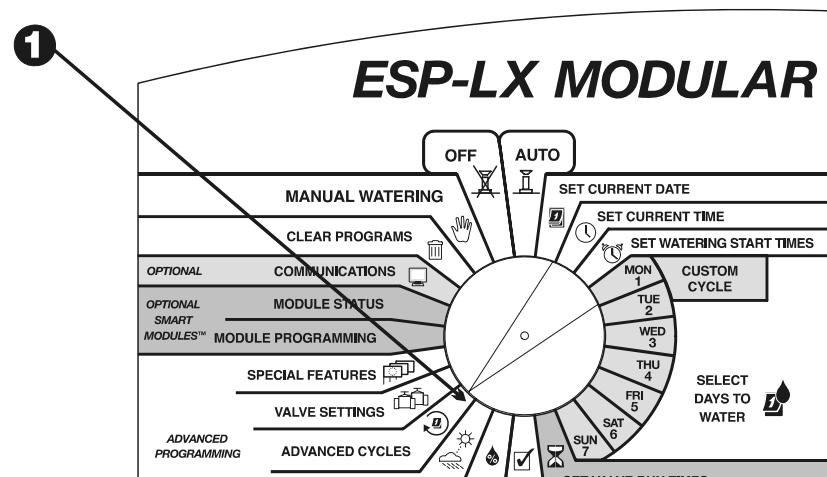 1
ESP-LX MODULAR
OFF
AUTO
MANUAL WATERING
SET CURRENT DATE
CLEAR PROGRAMS
SET CURRENT TIME
SET WATERING START TIMES
OPTIONAL
COMMUNICATIONS
MON
1
CUSTOM
CYCLE
OPTIONAL
SMART
MODULES™
MODULE STATUS
MODULE PROGRAMMING
TUE
2
WED
3
THU
4
FRI
5
SAT
6
SUN
7
SELECT
DAYS TO
WATER
SPECIAL FEATURES
VALVE SETTINGS
ADVANCED
PROGRAMMING
ADVANCED CYCLES